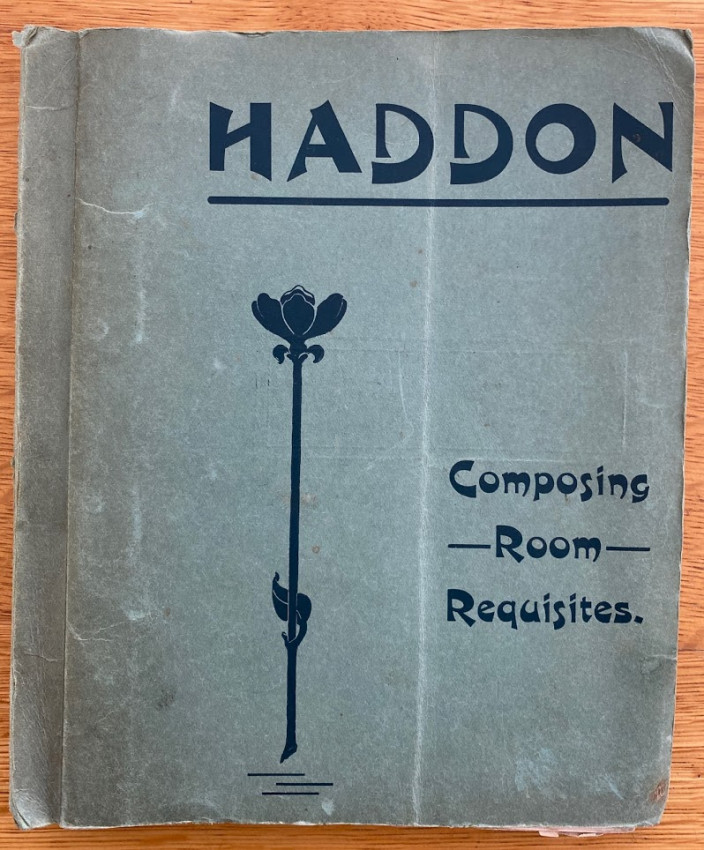 HADDON
Composing
—Room—
Requisites.